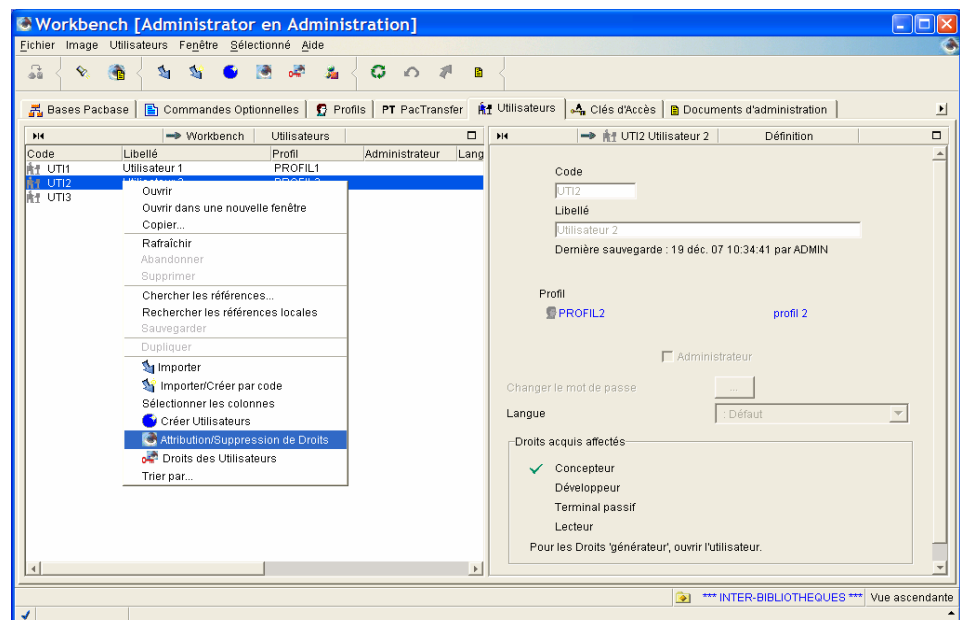 Workbench [Administrator en Administration]
Fichier Image Utilisateurs Fenêtre Sélectionné Aide
Bases Pacbase Commandes Optionnelles Profils PT PacTransfer Utilisateurs Clés d'Accès Documents d'administration
Workbench Utilisateurs
Code Libellé Profil Administrateur Lang
UTI1 Utilisateur 1 PROFIL1
UTI2 Utilisateur 2 PROFIL2
UTI3
Ouvrir
Ouvrir dans une nouvelle fenêtre
Copier...
Rafraîchir
Abandonner
Supprimer
Chercher les références...
Rechercher les références locales
Sauvegarder
Dupliquer
Importer
Importer/Créer par code
Sélectionner les colonnes
Créer Utilisateurs
Attribution/Suppression de Droits
Droits des Utilisateurs
Trier par...
UTI2 Utilisateur 2 Définition
Code
UTI2
Libellé
Utilisateur 2
Dernière sauvegarde : 19 déc. 07 10:34:41 par ADMIN
Profil
PROFIL2 profil 2
Administrateur
Changer le mot de passe ...
Langue : Défaut
Droits acquis affectés
Concepteur
Développeur
Terminal passif
Lecteur
Pour les Droits 'générateur', ouvrir l'utilisateur.
*** INTER-BIBLIOTHEQUES *** Vue ascendante